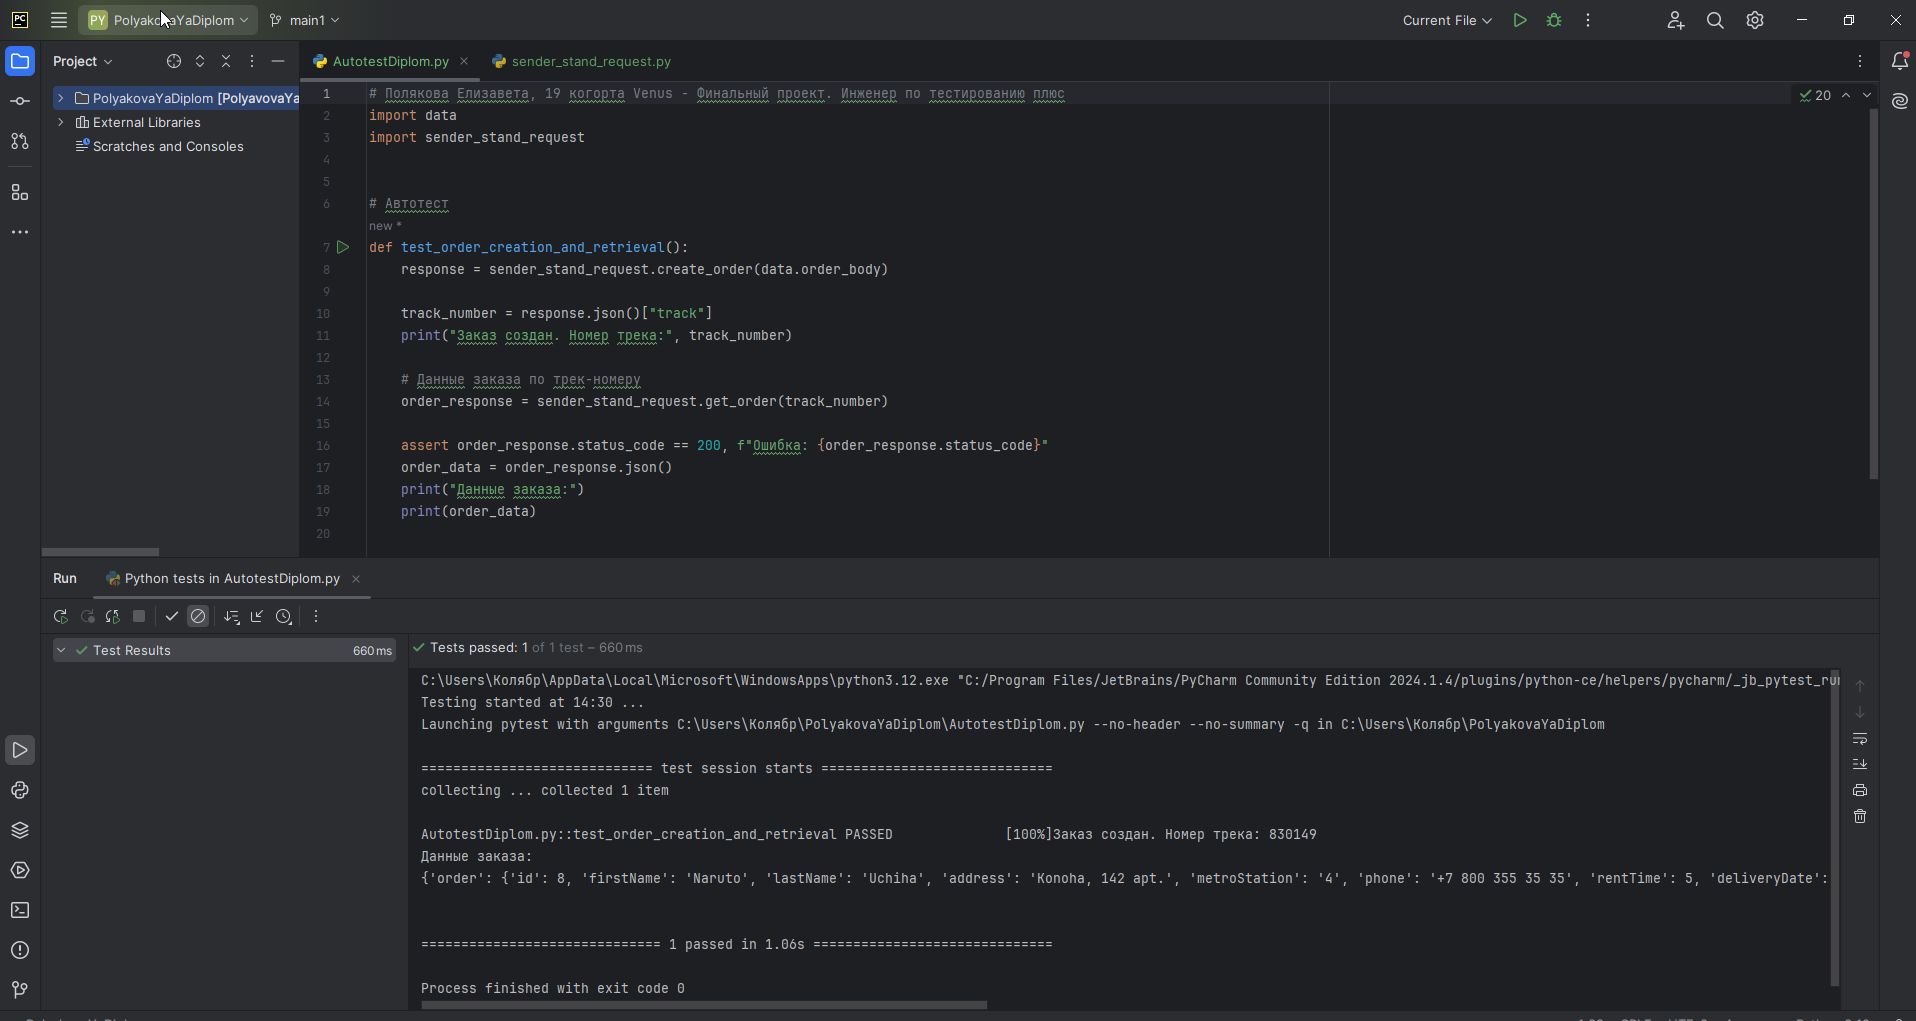 PC PY PolyakovaYaDiplom main1 Current File
Project
AutotestDiplom.py sender_stand_request.py
PolyakovaYaDiplom [PolyavovaYa
External Libraries
Scratches and Consoles
20
1 # Полякова Елизавета, 19 когорта Venus - Финальный проект. Инженер по тестированию плюс
2 import data
3 import sender_stand_request
4
5
6 # Автотест
new *
7 def test_order_creation_and_retrieval():
8 response = sender_stand_request.create_order(data.order_body)
9
10 track_number = response.json()["track"]
11 print("Заказ создан. Номер трека:", track_number)
12
13 # Данные заказа по трек-номеру
14 order_response = sender_stand_request.get_order(track_number)
15
16 assert order_response.status_code == 200, f"Ошибка: {order_response.status_code}"
17 order_data = order_response.json()
18 print("Данные заказа:")
19 print(order_data)
20
Run Python tests in AutotestDiplom.py
Test Results 660 ms
Tests passed: 1 of 1 test – 660 ms
C:\Users\Колябр\AppData\Local\Microsoft\WindowsApps\python3.12.exe "C:/Program Files/JetBrains/PyCharm Community Edition 2024.1.4/plugins/python-ce/helpers/pycharm/_jb_pytest_ru
Testing started at 14:30 ...
Launching pytest with arguments C:\Users\Колябр\PolyakovaYaDiplom\AutotestDiplom.py --no-header --no-summary -q in C:\Users\Колябр\PolyakovaYaDiplom
============================= test session starts =============================
collecting ... collected 1 item
AutotestDiplom.py::test_order_creation_and_retrieval PASSED [100%]Заказ создан. Номер трека: 830149
Данные заказа:
{'order': {'id': 8, 'firstName': 'Naruto', 'lastName': 'Uchiha', 'address': 'Konoha, 142 apt.', 'metroStation': '4', 'phone': '+7 800 355 35 35', 'rentTime': 5, 'deliveryDate':
============================== 1 passed in 1.06s ==============================
Process finished with exit code 0